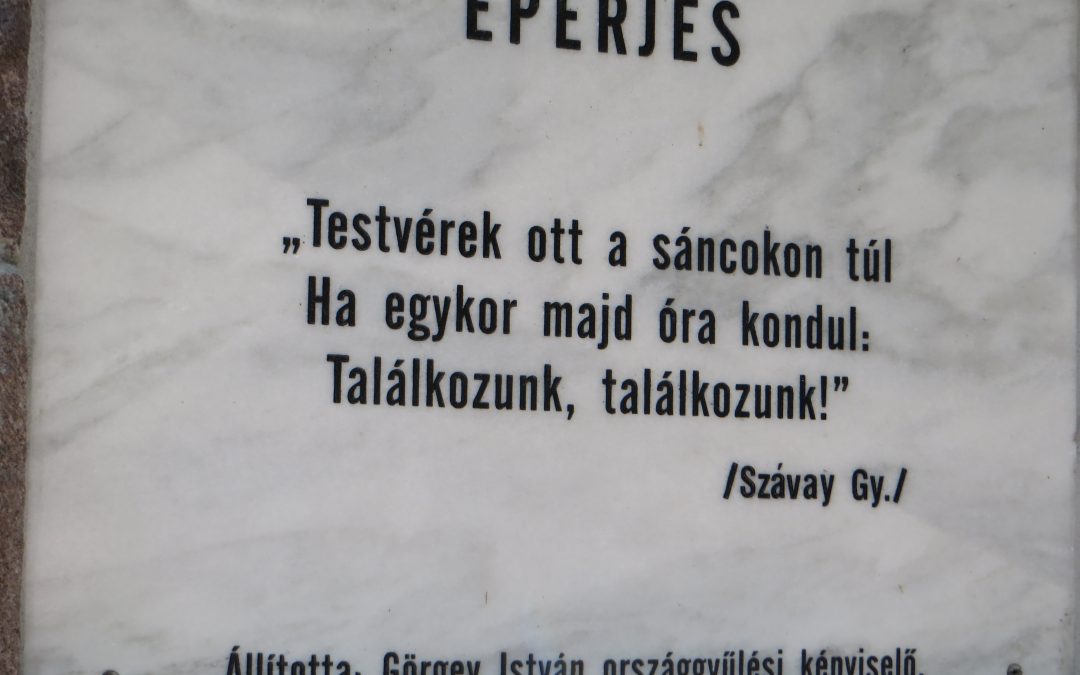 EPERJES
„Testvérek ott a sáncokon túl
Ha egykor majd óra kondul:
Találkozunk, találkozunk!”
/Szávay Gy./
Állította, Görgey István országgyűlési képviselő,